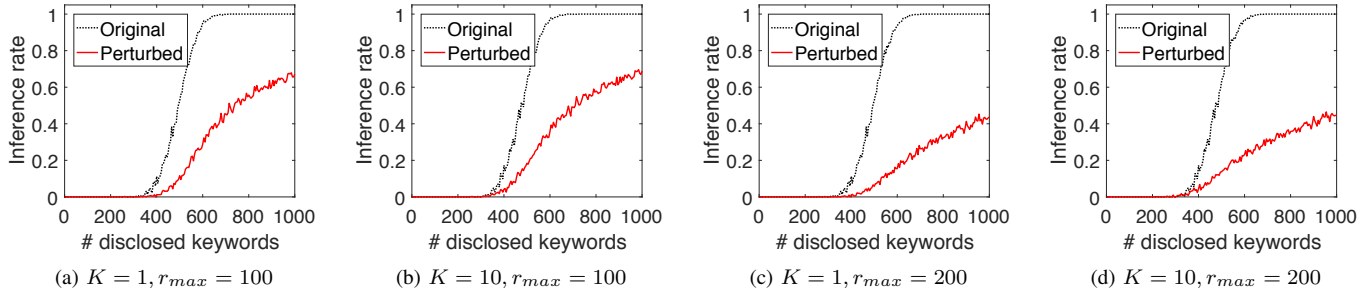 Inference rate
1
0.8
0.6
0.4
0.2
0
Original
Perturbed
0 200 400 600 800 1000
# disclosed keywords
(a) K = 1, r_max = 100
Inference rate
1
0.8
0.6
0.4
0.2
0
Original
Perturbed
0 200 400 600 800 1000
# disclosed keywords
(b) K = 10, r_max = 100
Inference rate
1
0.8
0.6
0.4
0.2
0
Original
Perturbed
0 200 400 600 800 1000
# disclosed keywords
(c) K = 1, r_max = 200
Inference rate
1
0.8
0.6
0.4
0.2
0
Original
Perturbed
0 200 400 600 800 1000
# disclosed keywords
(d) K = 10, r_max = 200